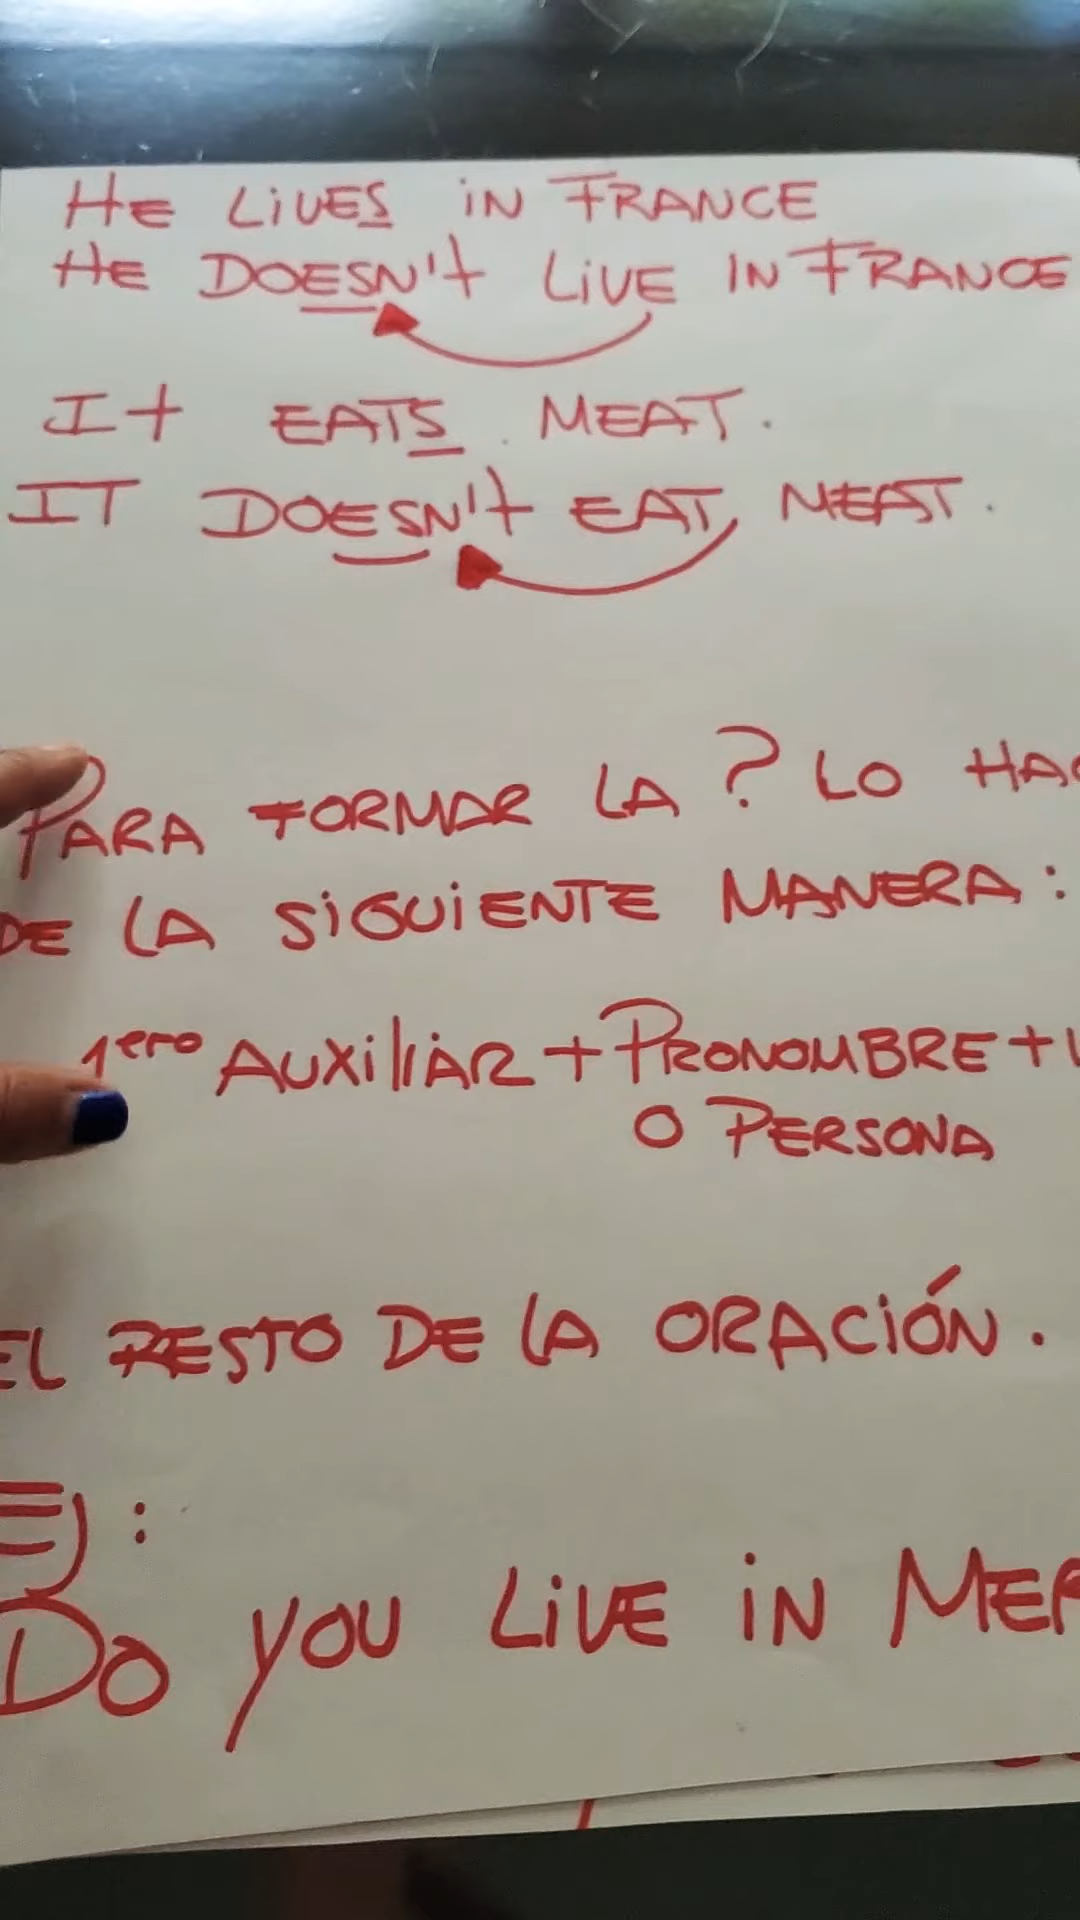 HE LIVES IN FRANCE
HE DOESN't LIVE IN FRANCE
It EATS MEAT.
IT DOESN't EAT MEAT.
PARA FORMAR LA ? LO
DE LA SIGUIENTE MANERA:
1ero AUXILIAR + PRONOMBRE +
O PERSONA
EL RESTO DE LA ORACIÓN.
EJ:
DO YOU LIVE IN